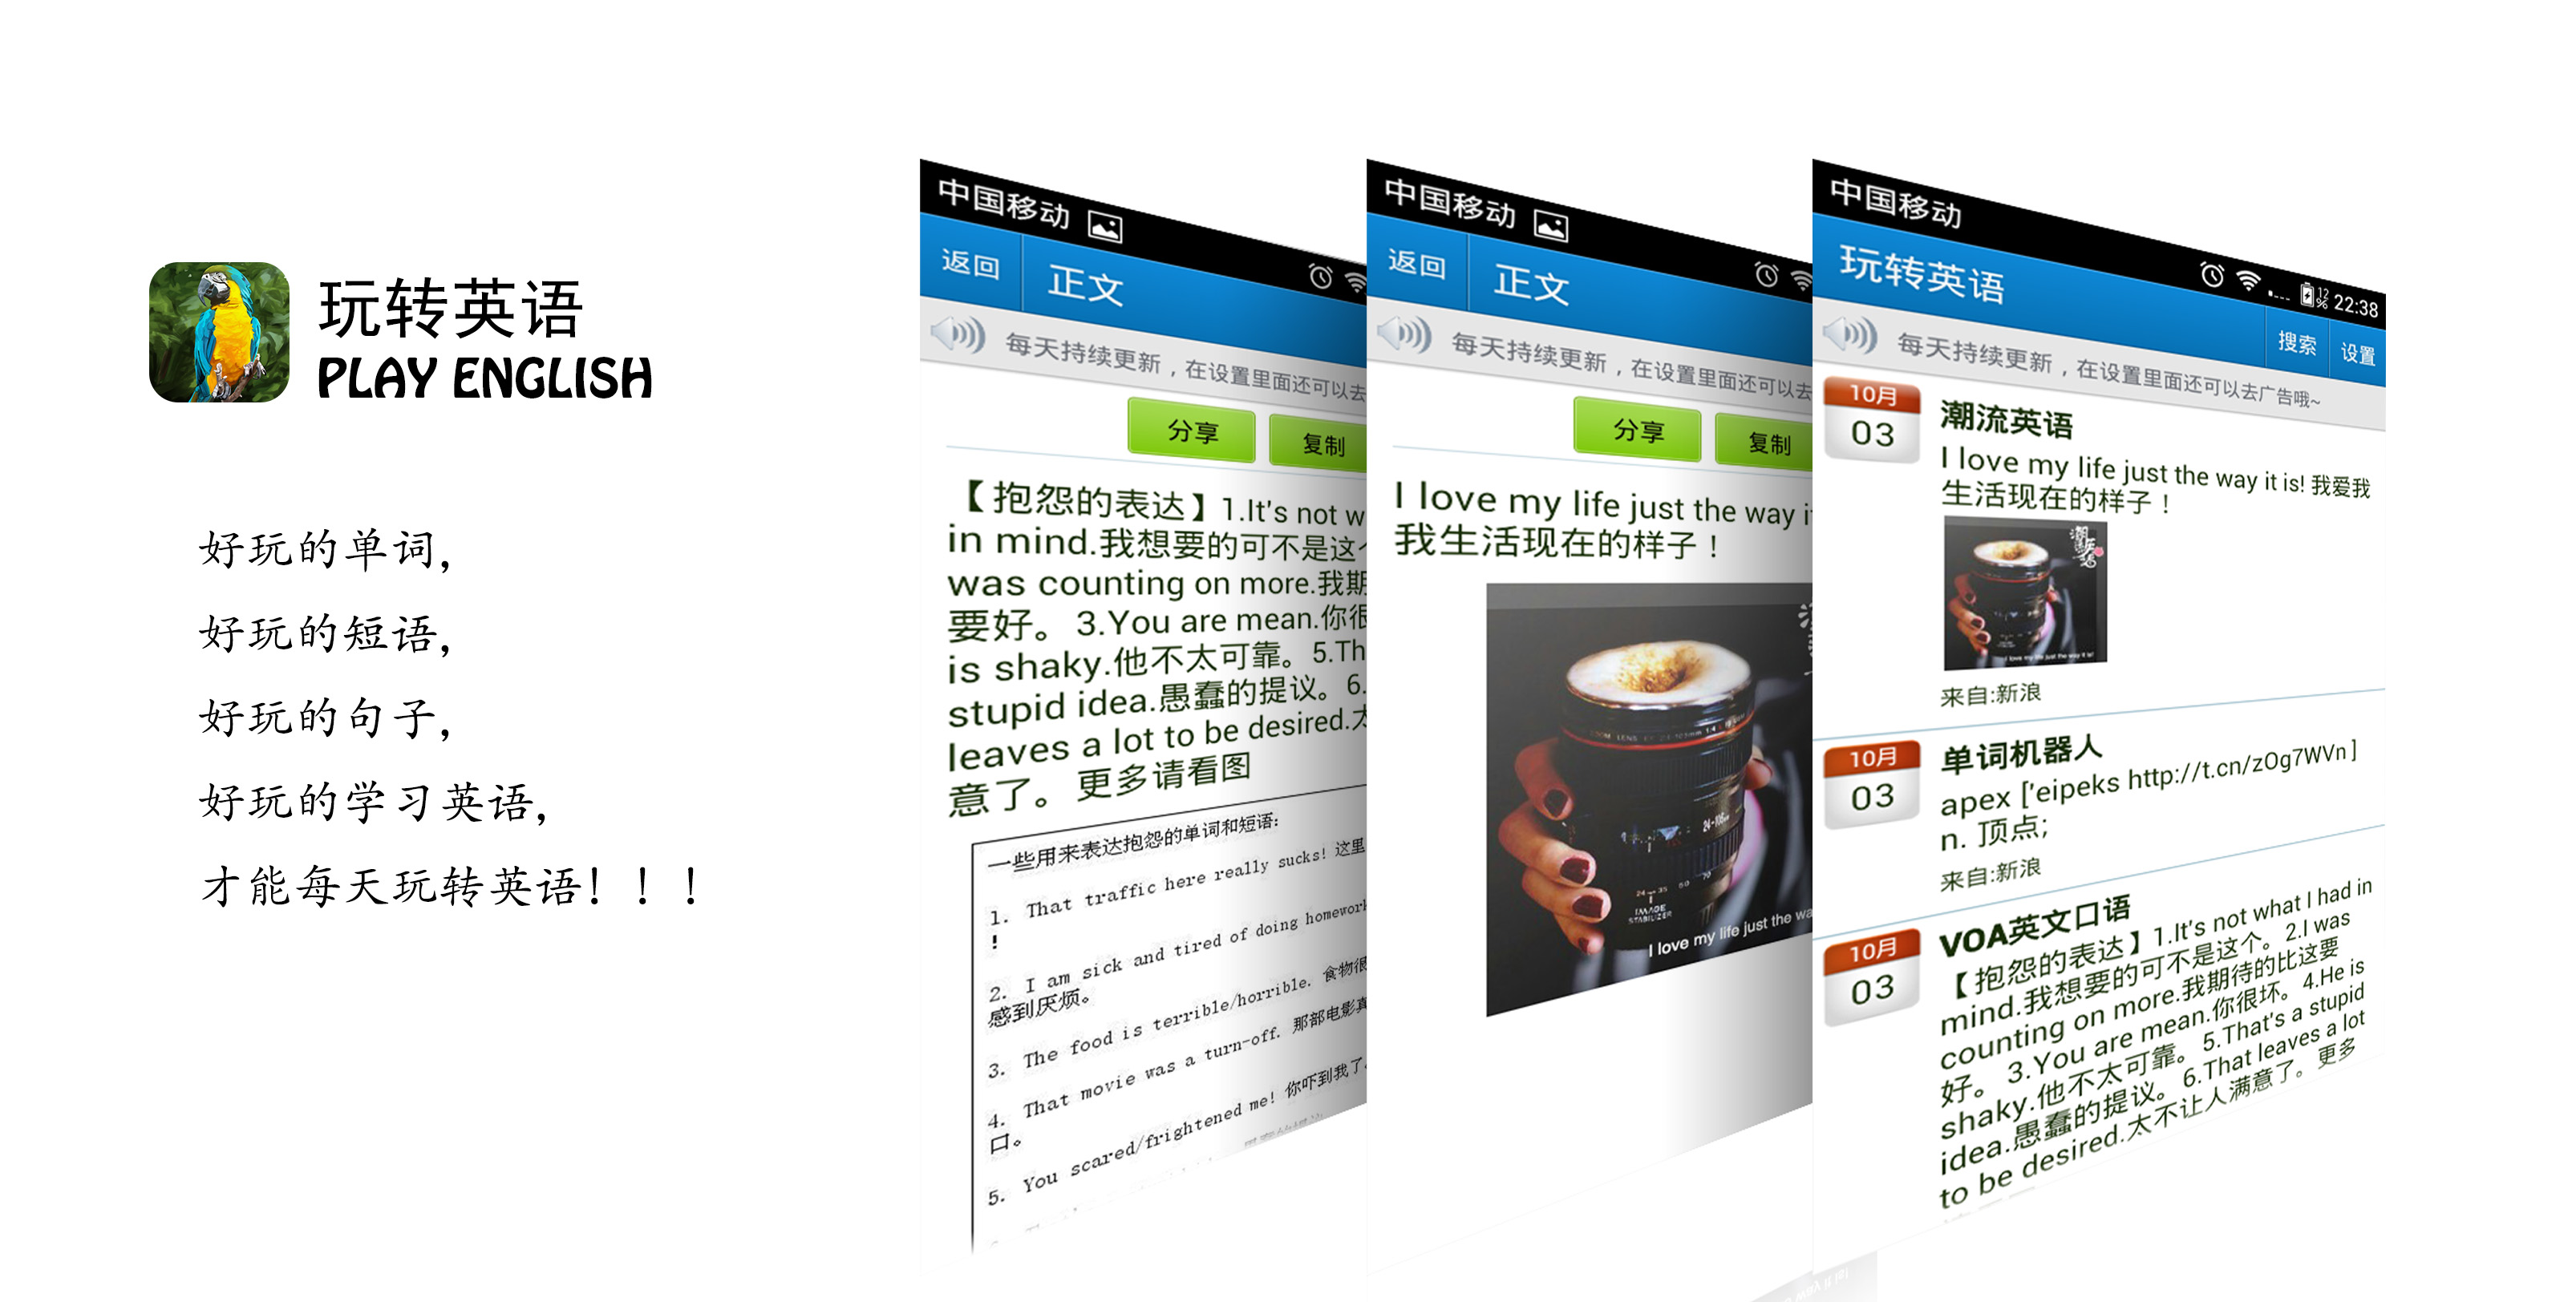 玩转英语
PLAY ENGLISH
好玩的单词,
好玩的短语,
好玩的句子,
好玩的学习英语,
才能每天玩转英语!!!
中国移动
返回 正文
每天持续更新，在设置里面还可以去
分享 复制
【抱怨的表达】1.It's not w
in mind.我想要的可不是这个
was counting on more.我期
要好。3.You are mean.你很
is shaky.他不太可靠。5.Th
stupid idea.愚蠢的提议。6.
leaves a lot to be desired.太
意了。更多请看图
一些用来表达抱怨的单词和短语:
1. That traffic here really sucks! 这里
!
2. I am sick and tired of doing homework
感到厌烦。
3. The food is terrible/horrible. 食物很
4. That movie was a turn-off. 那部电影真
口。
5. You scared/frightened me! 你吓到我了。
中国移动
返回 正文
每天持续更新，在设置里面还可以去
分享 复制
I love my life just the way it
我生活现在的样子！
24-105mm
24 35 50 70
IMAGE
STABILIZER
I love my life just the wa
中国移动
12% 22:38
玩转英语 搜索 设置
每天持续更新，在设置里面还可以去广告哦~
10月
03
潮流英语
I love my life just the way it is! 我爱我
生活现在的样子！
I love my life just the way it is!
来自:新浪
10月
03
单词机器人
apex ['eipeks http://t.cn/zOg7WVn ]
n. 顶点;
来自:新浪
10月
03
VOA英文口语
【抱怨的表达】1.It's not what I had in
mind.我想要的可不是这个。2.I was
counting on more.我期待的比这要
好。3.You are mean.你很坏。4.He is
shaky.他不太可靠。5.That's a stupid
idea.愚蠢的提议。6.That leaves a lot
to be desired.太不让人满意了。更多